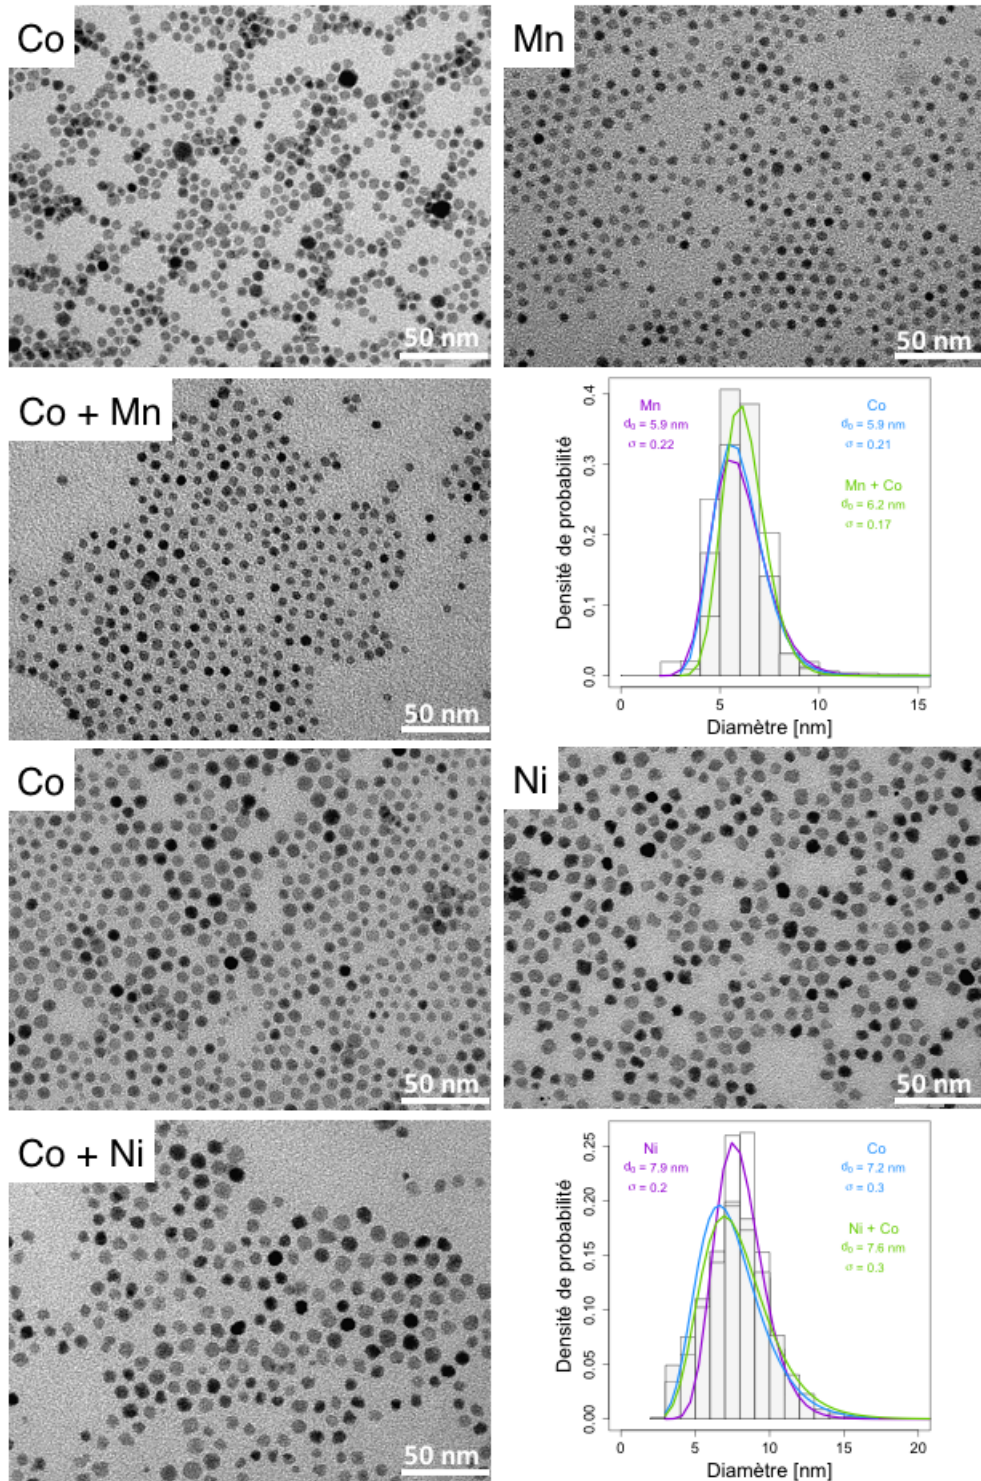 Co
Mn
50 nm
50 nm
Co + Mn
50 nm
Mn
d₀ = 5.9 nm
σ = 0.22
Co
d₀ = 5.9 nm
σ = 0.21
Mn + Co
d₀ = 6.2 nm
σ = 0.17
Densité de probabilité
0.4
0.3
0.2
0.1
0.0
0 5 10 15
Diamètre [nm]
Co
Ni
50 nm
50 nm
Co + Ni
50 nm
Ni
d₀ = 7.9 nm
σ = 0.2
Co
d₀ = 7.2 nm
σ = 0.3
Ni + Co
d₀ = 7.6 nm
σ = 0.3
Densité de probabilité
0.25
0.20
0.15
0.10
0.05
0.00
0 5 10 15 20
Diamètre [nm]